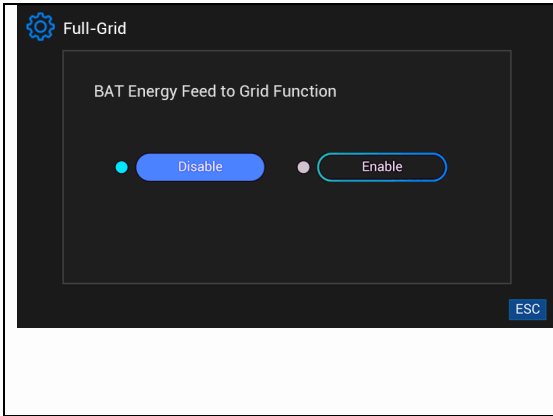 Full-Grid
BAT Energy Feed to Grid Function
Disable Enable
ESC